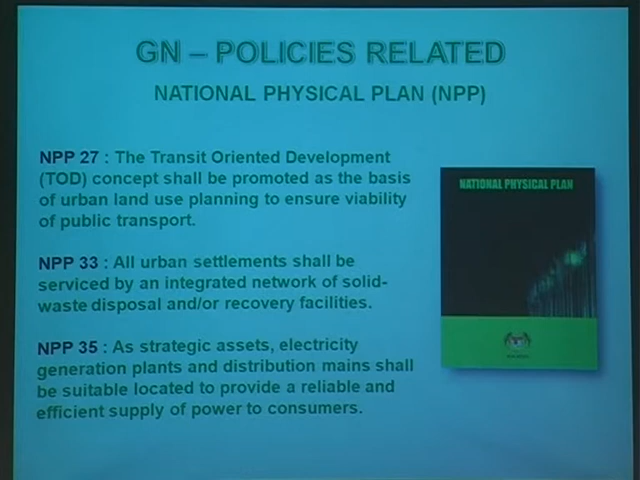 GN – POLICIES RELATED
NATIONAL PHYSICAL PLAN (NPP)
NPP 27 : The Transit Oriented Development
(TOD) concept shall be promoted as the basis
of urban land use planning to ensure viability
of public transport.
NPP 33 : All urban settlements shall be
serviced by an integrated network of solid-
waste disposal and/or recovery facilities.
NPP 35 : As strategic assets, electricity
generation plants and distribution mains shall
be suitable located to provide a reliable and
efficient supply of power to consumers.
NATIONAL PHYSICAL PLAN